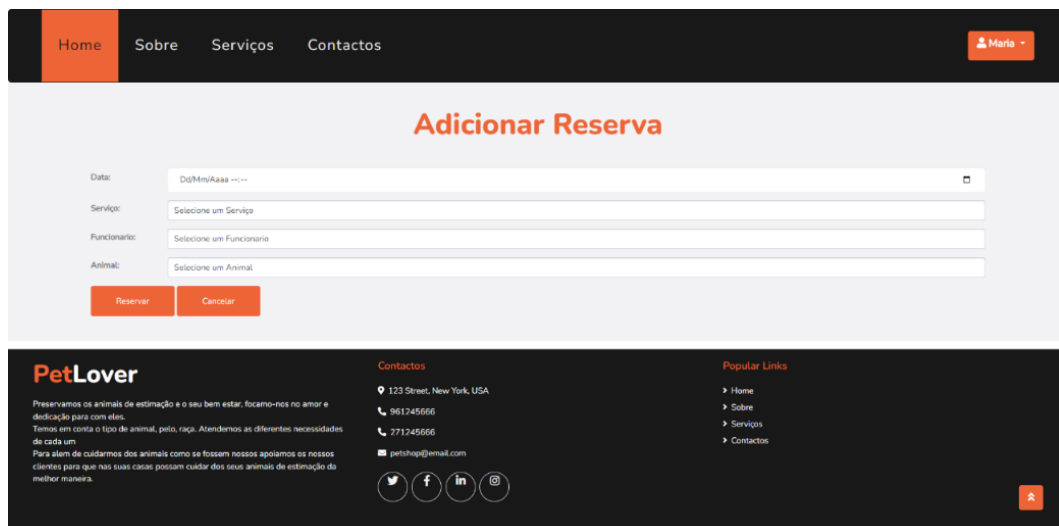 Home Sobre Serviços Contactos Maria
Adicionar Reserva
Data: Dd/Mm/Aaaa --:--
Serviço: Selecione um Serviço
Funcionario: Selecione um Funcionario
Animal: Selecione um Animal
Reservar Cancelar
PetLover
Preservamos os animais de estimação e o seu bem estar, focamo-nos no amor e
dedicação para com eles.
Temos em conta o tipo de animal, pelo, raça. Atendemos as diferentes necessidades
de cada um
Para alem de cuidarmos dos animais como se fossem nossos apoiamos os nossos
clientes para que nas suas casas possam cuidar dos seus animais de estimação da
melhor maneira.
Contactos
123 Street, New York, USA
961245666
271245666
petshop@email.com
Popular Links
Home
Sobre
Serviços
Contactos